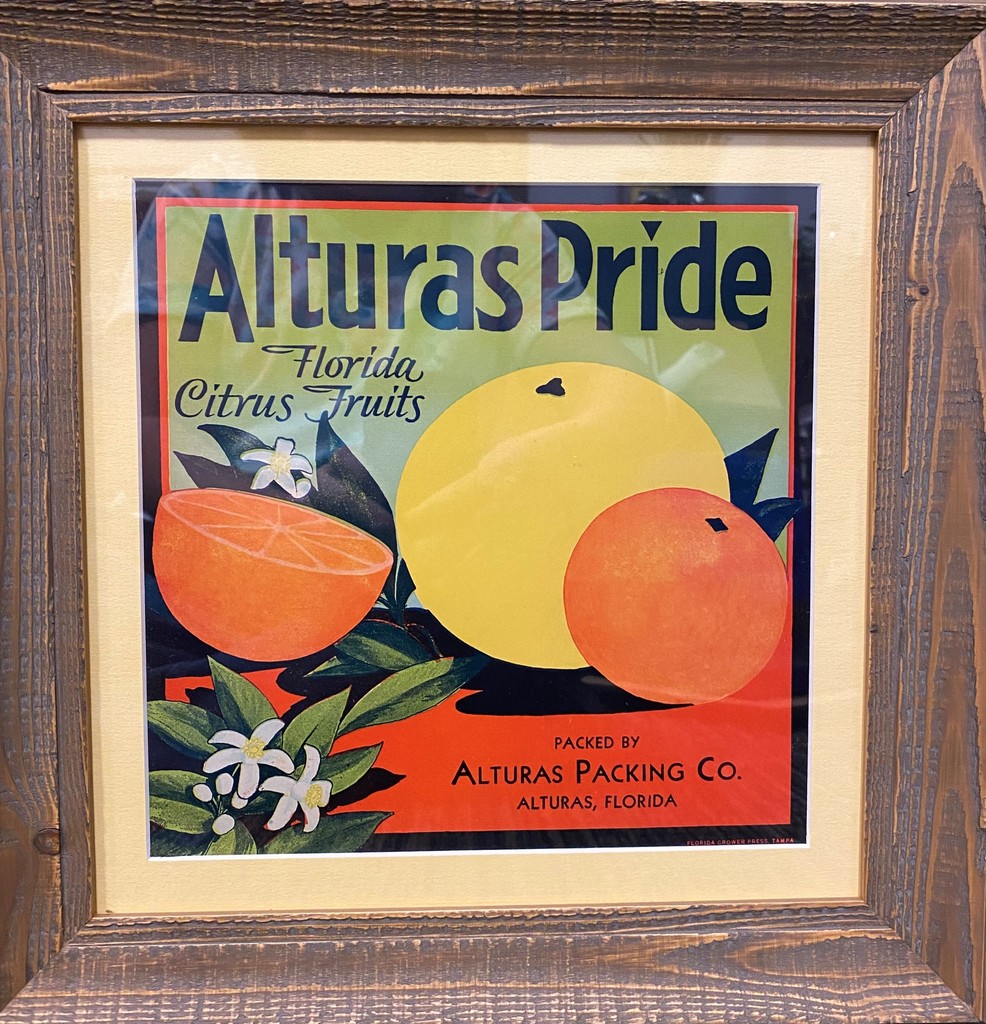 Alturas Pride
Florida
Citrus Fruits
PACKED BY
ALTURAS PACKING CO.
ALTURAS, FLORIDA
FLORIDA GROWER PRESS, TAMPA